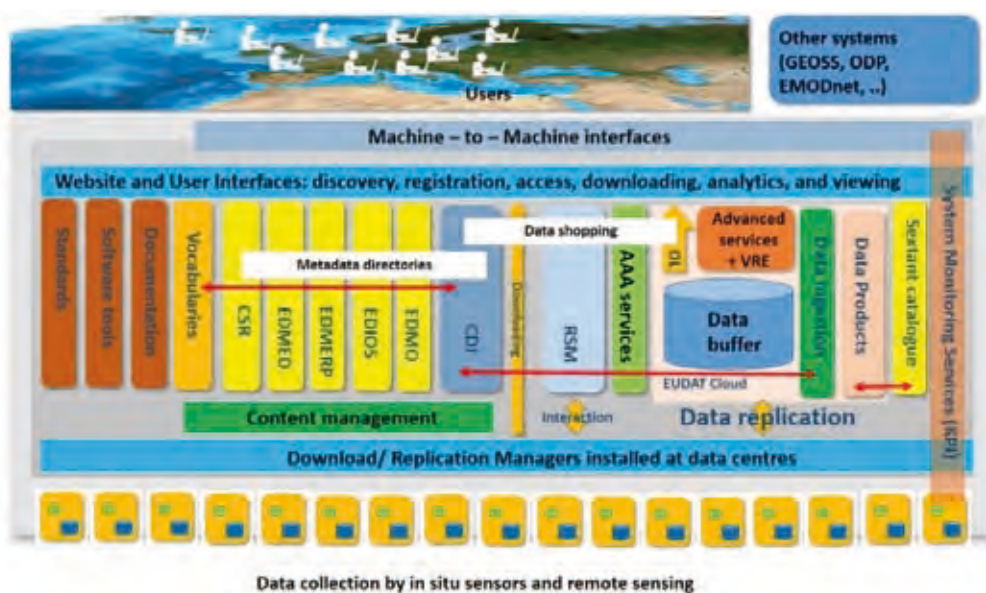 Other systems
(GEOSS, ODP,
EMODnet, ..)
Users
Machine – to – Machine interfaces
Website and User Interfaces: discovery, registration, access, downloading, analytics, and viewing
Standards
Software tools
Documentation
Vocabularies
CSR
EDMED
EDMERP
EDIOS
EDMO
CDI
Metadata directories
Data shopping
Downloading
RSM
AAA services
DL
Advanced
services
+ VRE
Data
buffer
EUDAT Cloud
Data Ingestion
Data Products
Sextant catalogue
System Monitoring Services (KPI)
Content management
Interaction
Data replication
Download/ Replication Managers installed at data centres
Data collection by in situ sensors and remote sensing